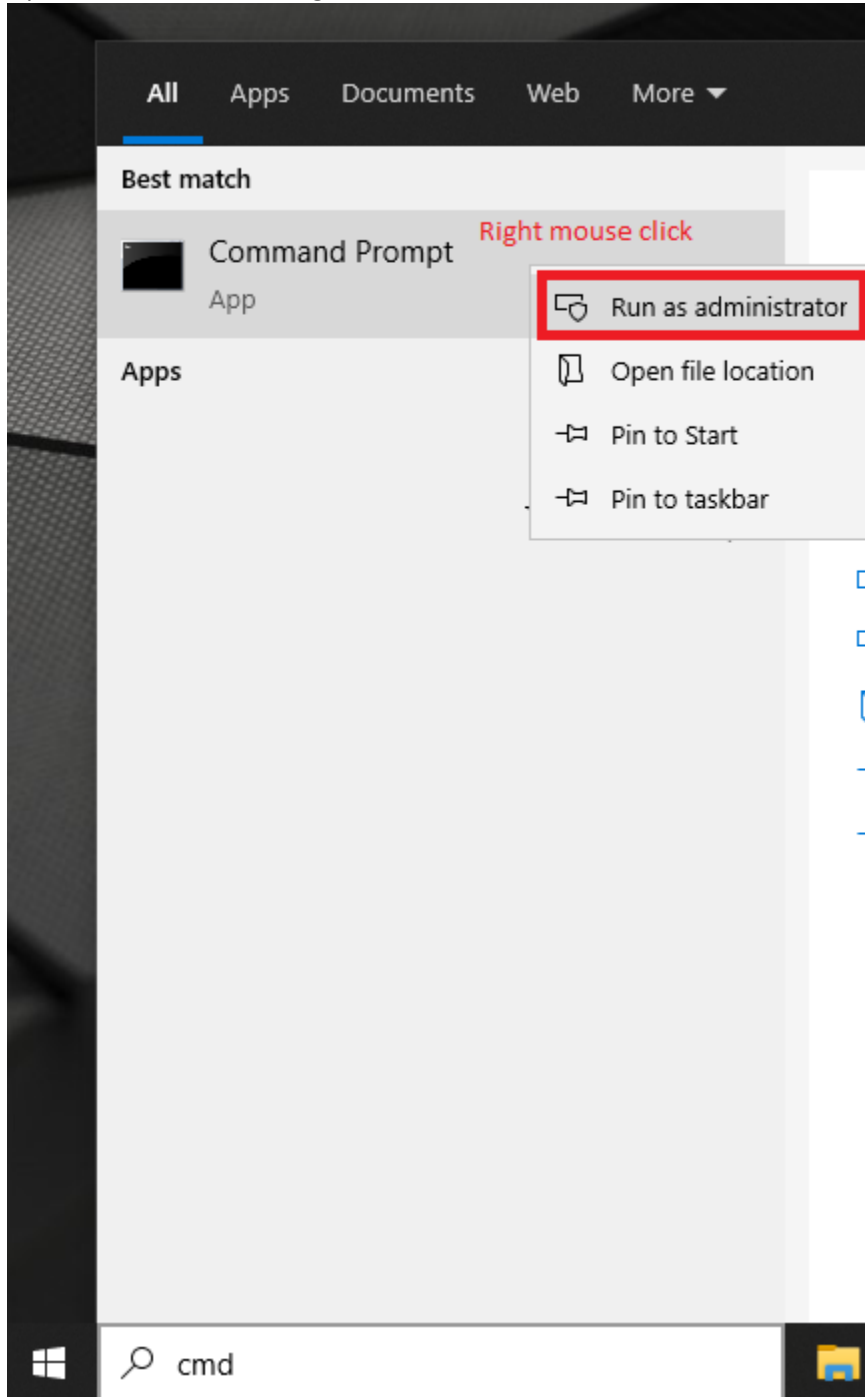 All Apps Documents Web More
Best match
Command Prompt
Right mouse click
App
Run as administrator
Apps
Open file location
Pin to Start
Pin to taskbar
cmd